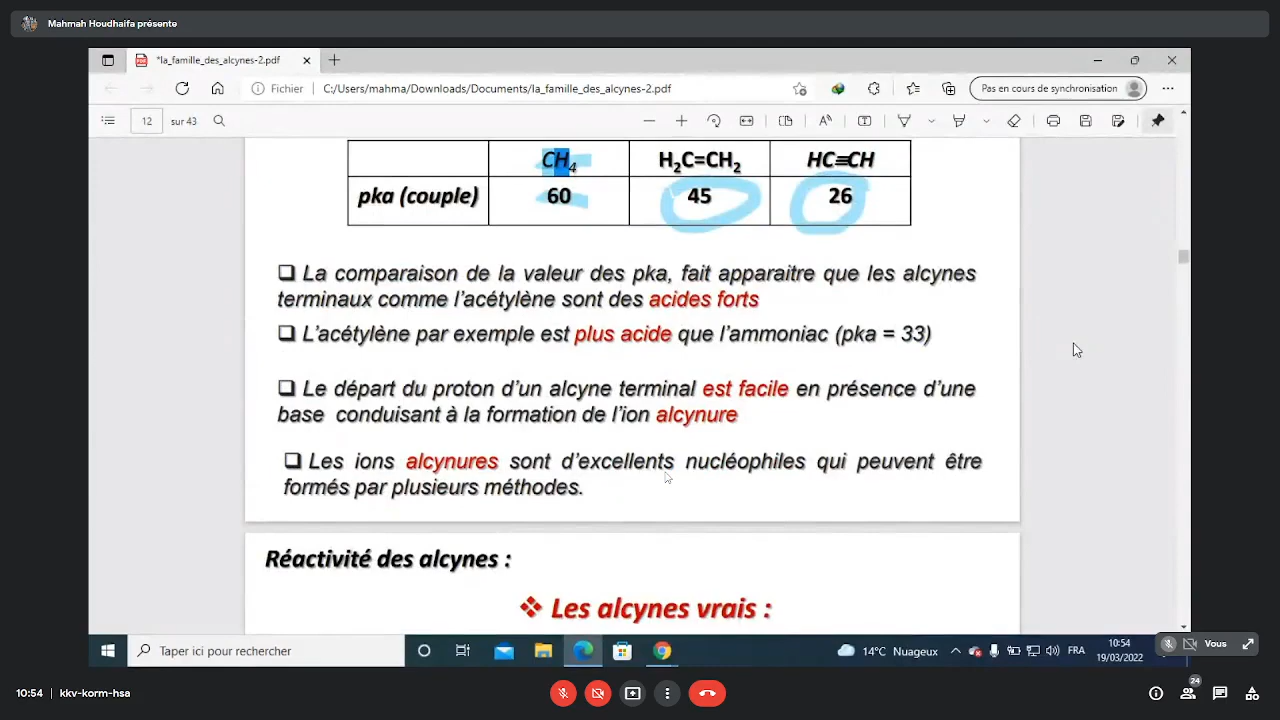 Mahmah Houdhaifa présente
*la_famille_des_alcynes-2.pdf
Fichier C:/Users/mahma/Downloads/Documents/la_famille_des_alcynes-2.pdf
Pas en cours de synchronisation
12 sur 43
CH4 H2C=CH2 HC≡CH
pka (couple) 60 45 26
La comparaison de la valeur des pka, fait apparaitre que les alcynes
terminaux comme l'acétylène sont des acides forts
L'acétylène par exemple est plus acide que l'ammoniac (pka = 33)
Le départ du proton d'un alcyne terminal est facile en présence d'une
base conduisant à la formation de l'ion alcynure
Les ions alcynures sont d'excellents nucléophiles qui peuvent être
formés par plusieurs méthodes.
Réactivité des alcynes :
Les alcynes vrais :
Taper ici pour rechercher
14°C Nuageux
FRA
10:54
19/03/2022
Vous
10:54 kkv-korm-hsa
24